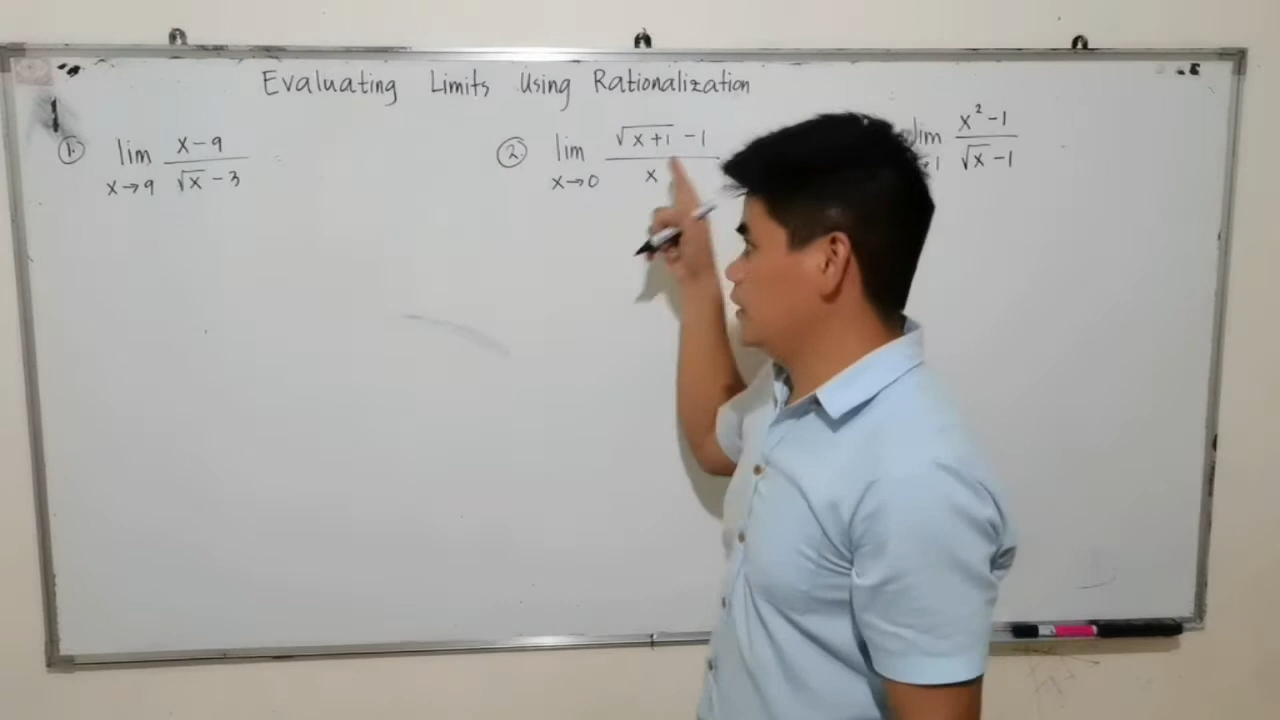 Evaluating Limits Using Rationalization
1. lim x→9 x-9 / √x - 3
2. lim x→0 √x+1 - 1 / x
lim →1 x² - 1 / √x - 1